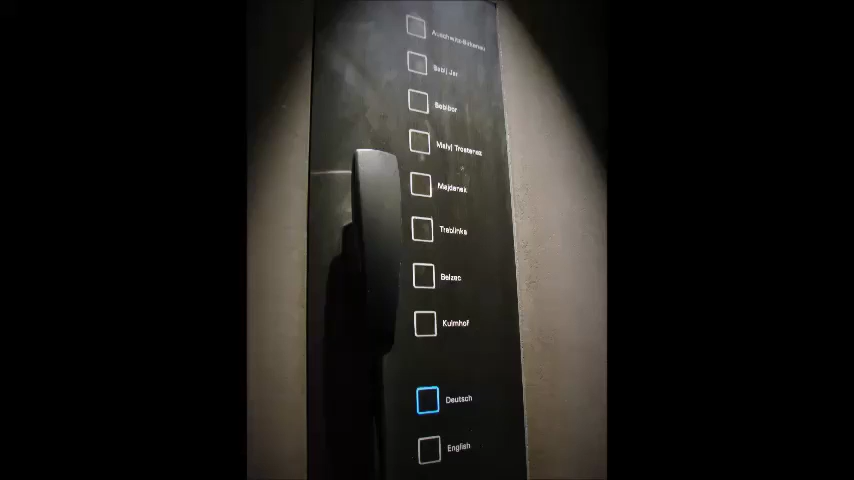 Auschwitz-Birkenau
Babij Jar
Sobibor
Malyj Trostenez
Majdanek
Treblinka
Belzec
Kulmhof
Deutsch
English